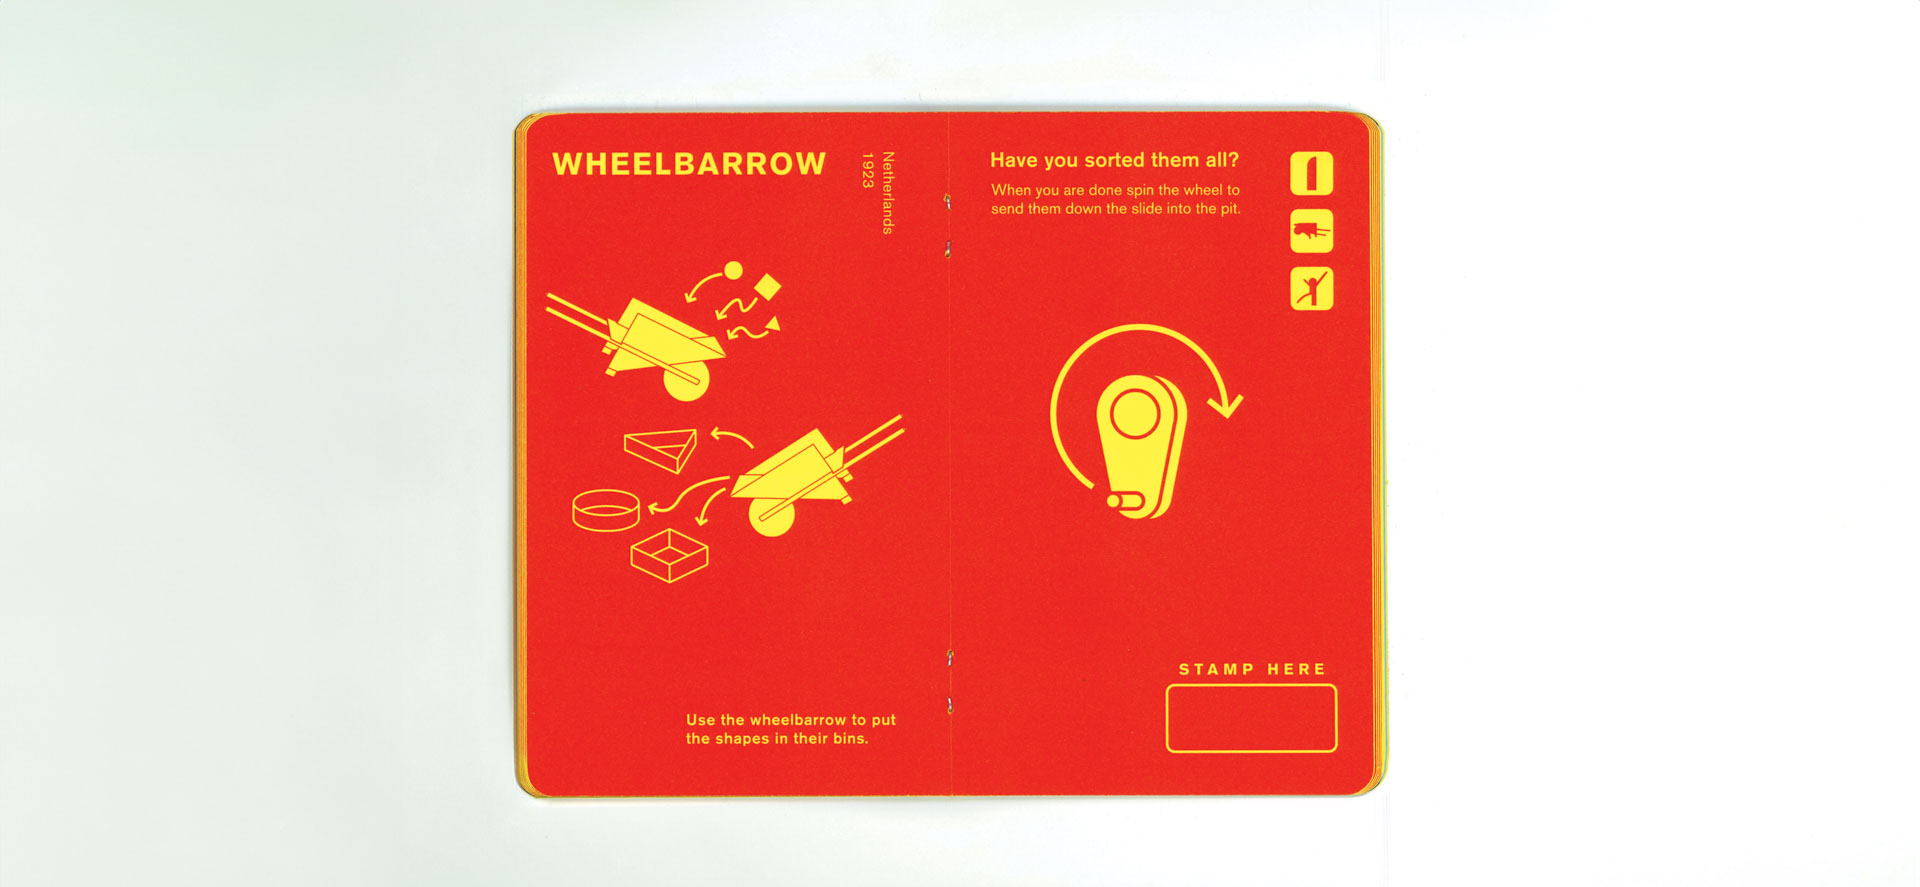 WHEELBARROW
Netherlands
1923
Use the wheelbarrow to put
the shapes in their bins.
Have you sorted them all?
When you are done spin the wheel to
send them down the slide into the pit.
STAMP HERE